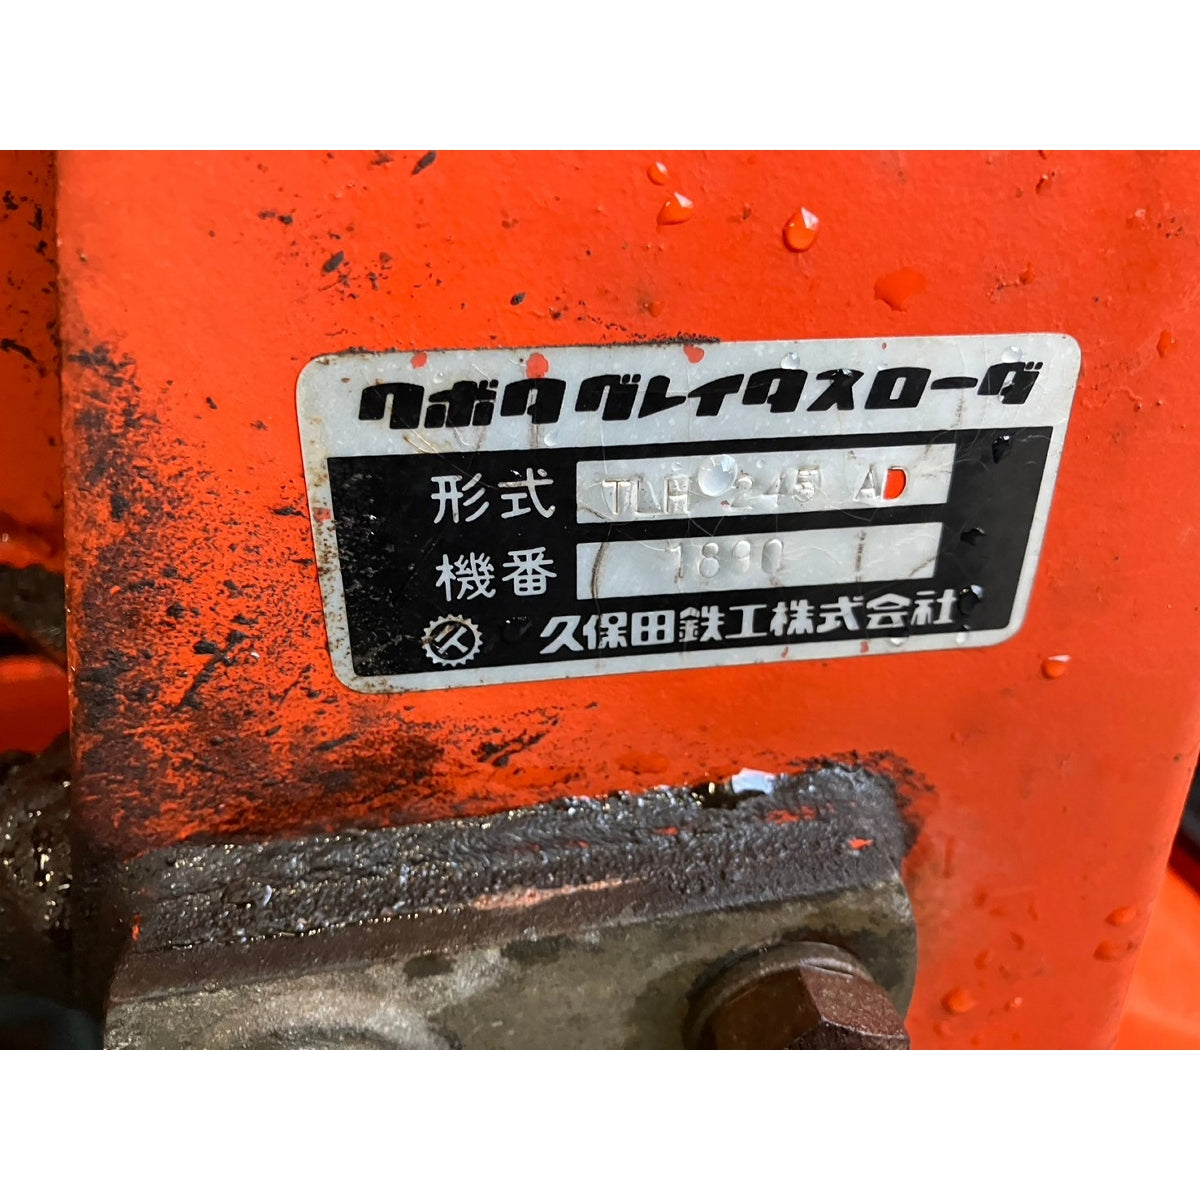 クボタグレイタスローダ
形式 TLH 245 AD
機番 1890
久 久保田鉄工株式会社